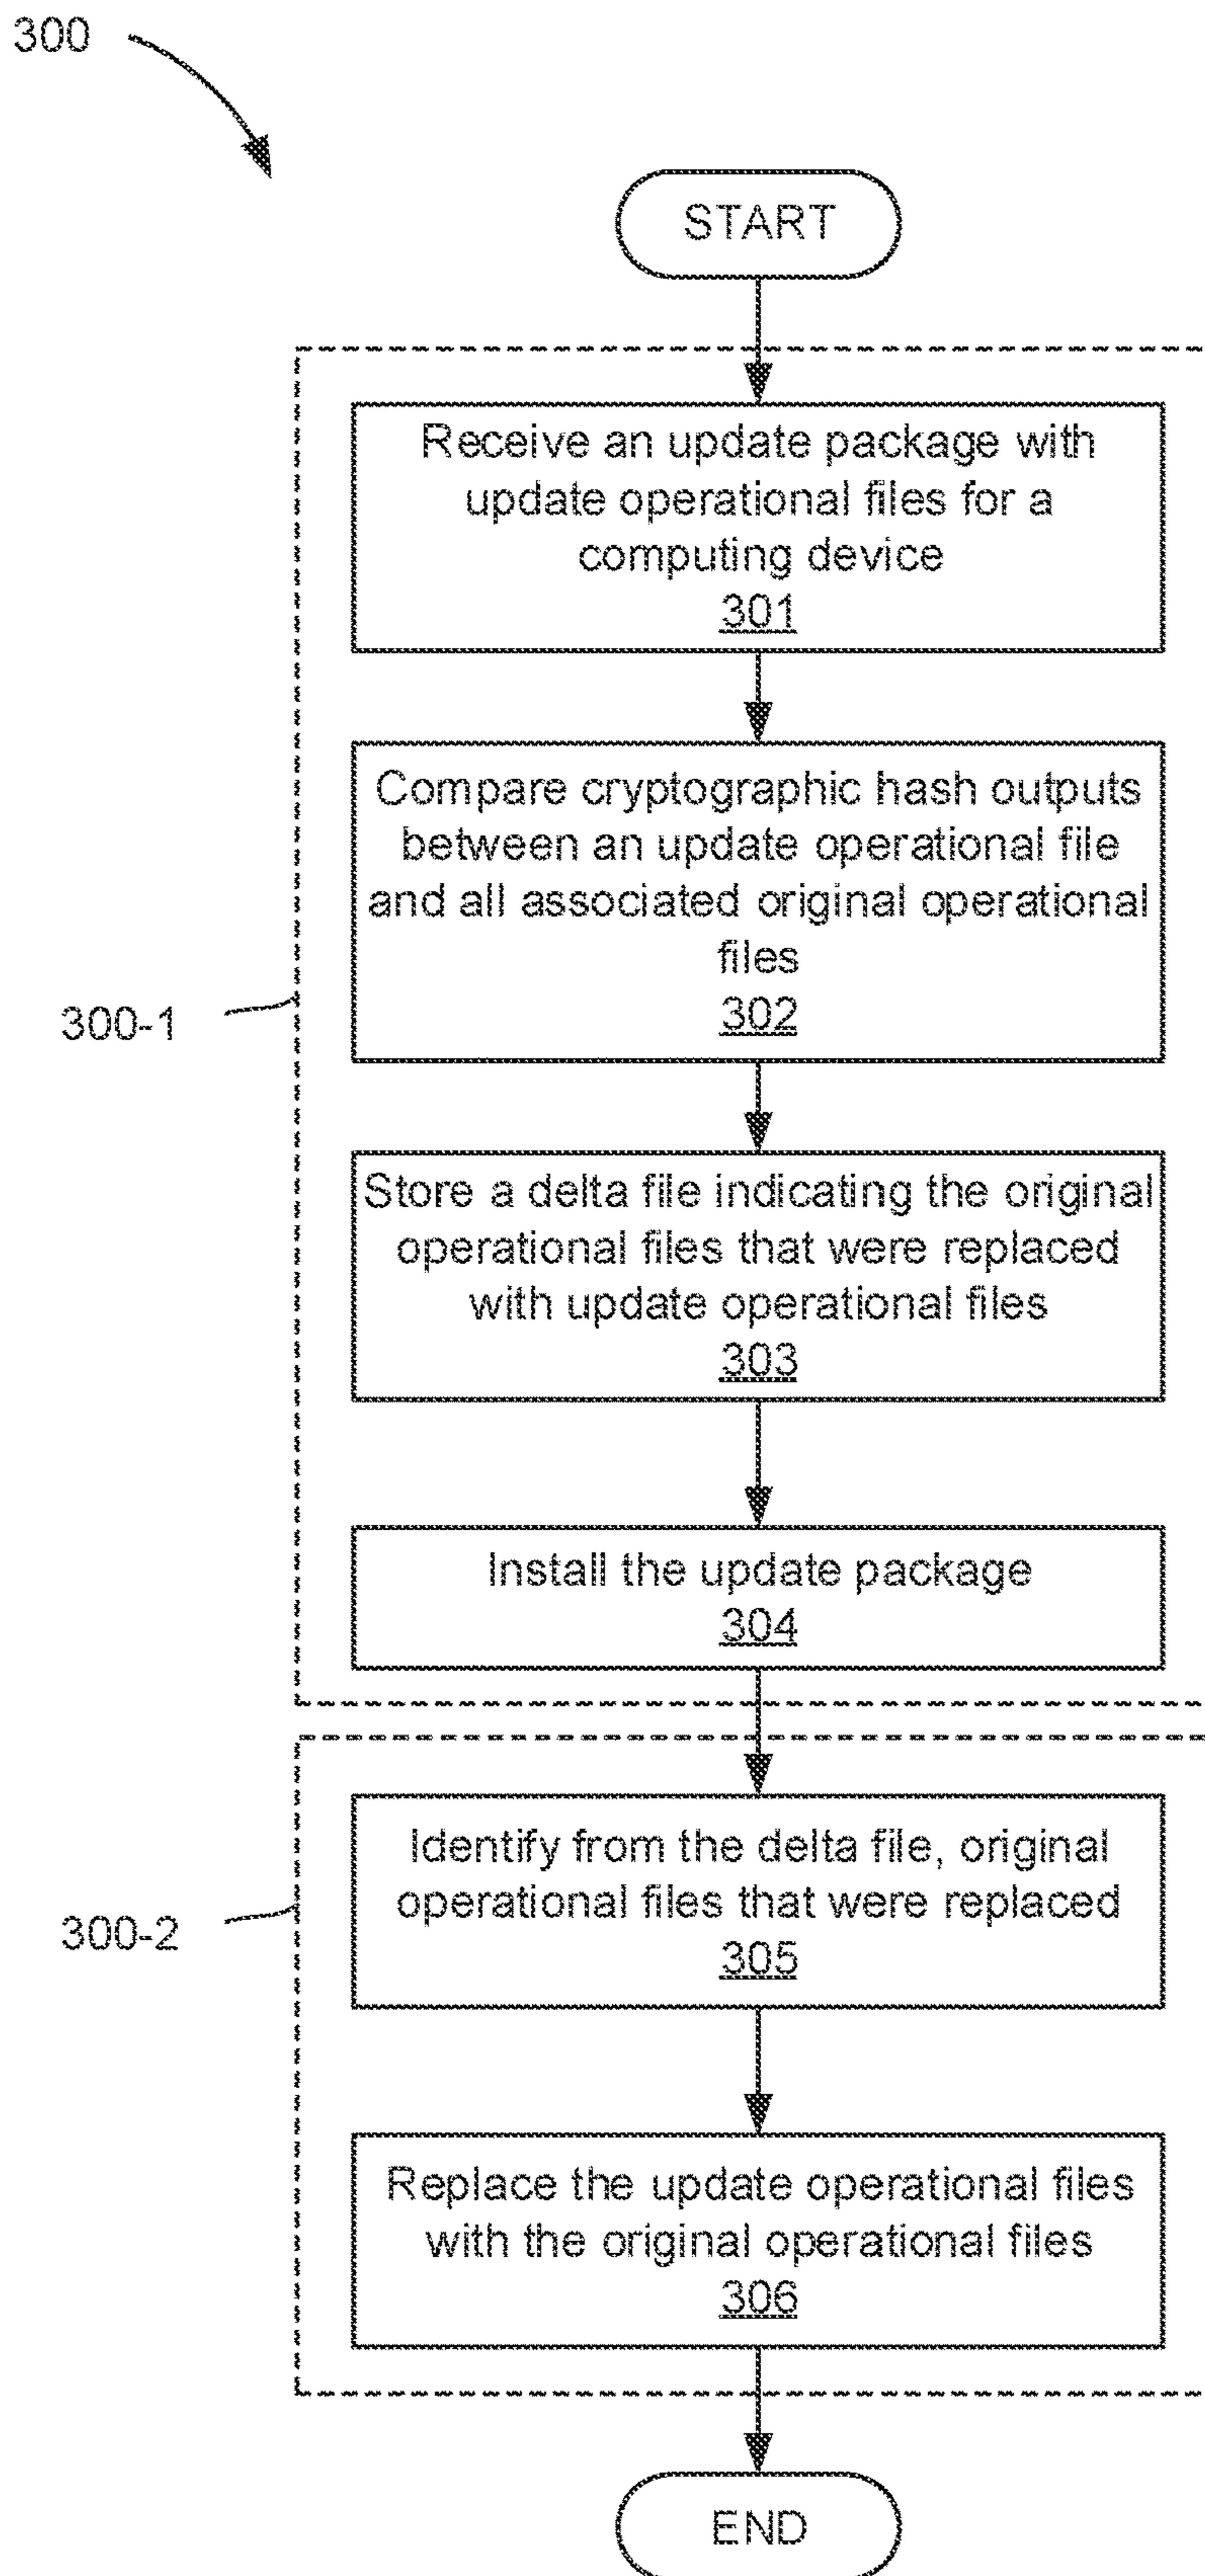 300
START
Receive an update package with
update operational files for a
computing device
301
Compare cryptographic hash outputs
between an update operational file
and all associated original operational
files
302
300-1
Store a delta file indicating the original
operational files that were replaced
with update operational files
303
Install the update package
304
Identify from the delta file, original
operational files that were replaced
305
300-2
Replace the update operational files
with the original operational files
306
END